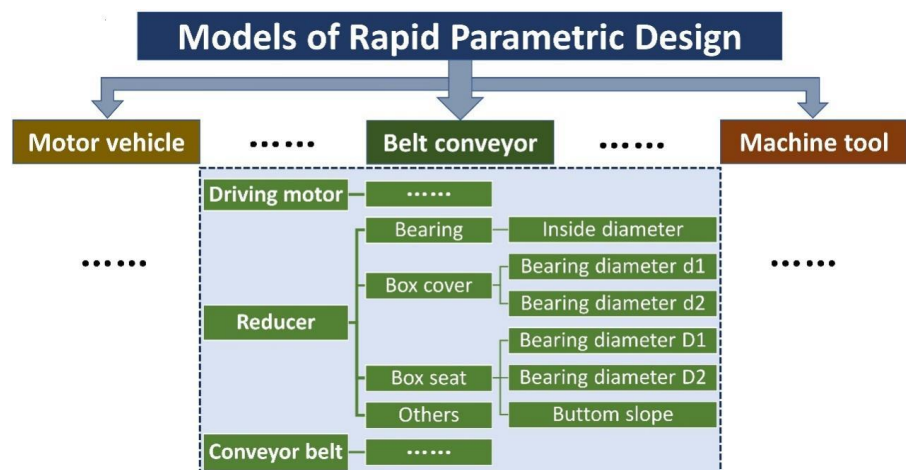 Models of Rapid Parametric Design
Motor vehicle
......
Belt conveyor
......
Machine tool
Driving motor
......
Bearing
Inside diameter
......
......
Box cover
Bearing diameter d1
Bearing diameter d2
Reducer
Box seat
Bearing diameter D1
Bearing diameter D2
Buttom slope
Others
Conveyor belt
......